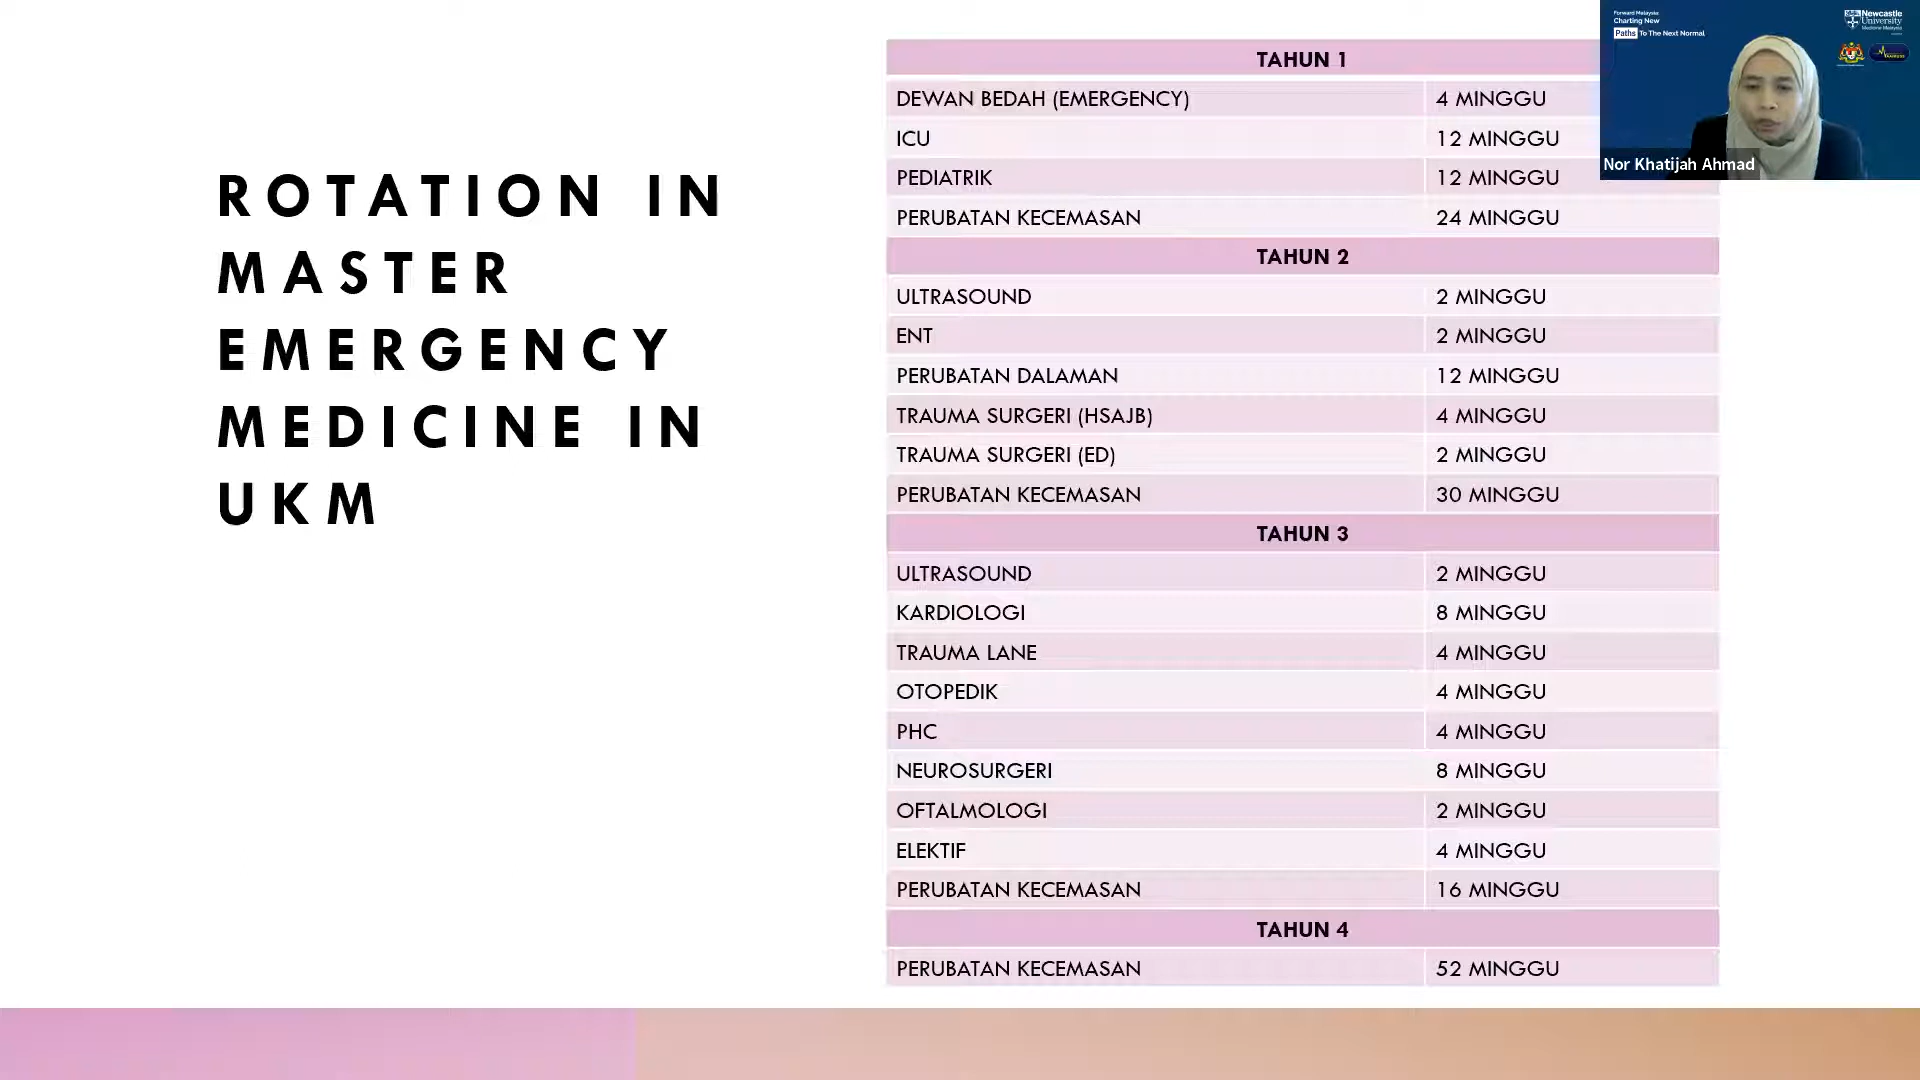 ROTATION IN
MASTER
EMERGENCY
MEDICINE IN
UKM
TAHUN 1
DEWAN BEDAH (EMERGENCY) 4 MINGGU
ICU 12 MINGGU
PEDIATRIK 12 MINGGU
PERUBATAN KECEMASAN 24 MINGGU
TAHUN 2
ULTRASOUND 2 MINGGU
ENT 2 MINGGU
PERUBATAN DALAMAN 12 MINGGU
TRAUMA SURGERI (HSAJB) 4 MINGGU
TRAUMA SURGERI (ED) 2 MINGGU
PERUBATAN KECEMASAN 30 MINGGU
TAHUN 3
ULTRASOUND 2 MINGGU
KARDIOLOGI 8 MINGGU
TRAUMA LANE 4 MINGGU
OTOPEDIK 4 MINGGU
PHC 4 MINGGU
NEUROSURGERI 8 MINGGU
OFTALMOLOGI 2 MINGGU
ELEKTIF 4 MINGGU
PERUBATAN KECEMASAN 16 MINGGU
TAHUN 4
PERUBATAN KECEMASAN 52 MINGGU
Forward Malaysia
Charting New
Paths To The Next Normal
Newcastle
University
Medicine Malaysia
Nor Khatijah Ahmad